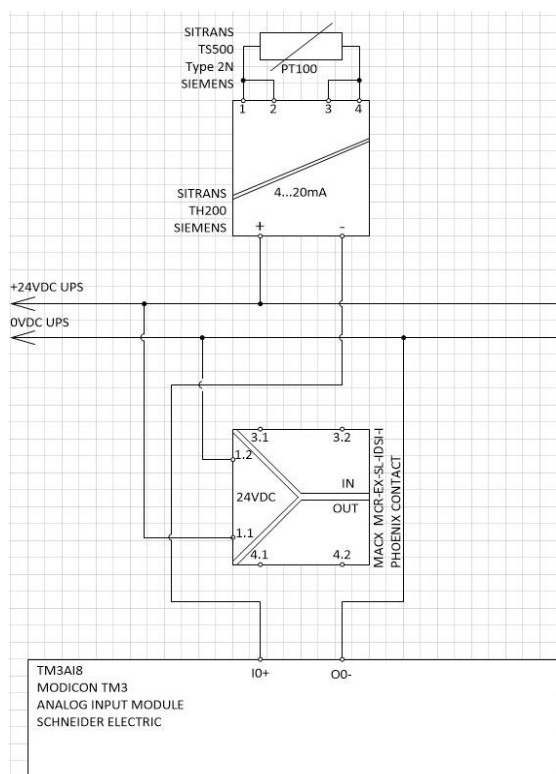 SITRANS
TS500
Type 2N
SIEMENS
PT100
1 2 3 4
SITRANS
TH200
SIEMENS
4...20mA
+ -
+24VDC UPS
0VDC UPS
3.1 3.2
1.2
24VDC
IN
OUT
1.1
4.1 4.2
MACX MCR-EX-SL-IDSI-I
PHOENIX CONTACT
I0+ O0-
TM3AI8
MODICON TM3
ANALOG INPUT MODULE
SCHNEIDER ELECTRIC